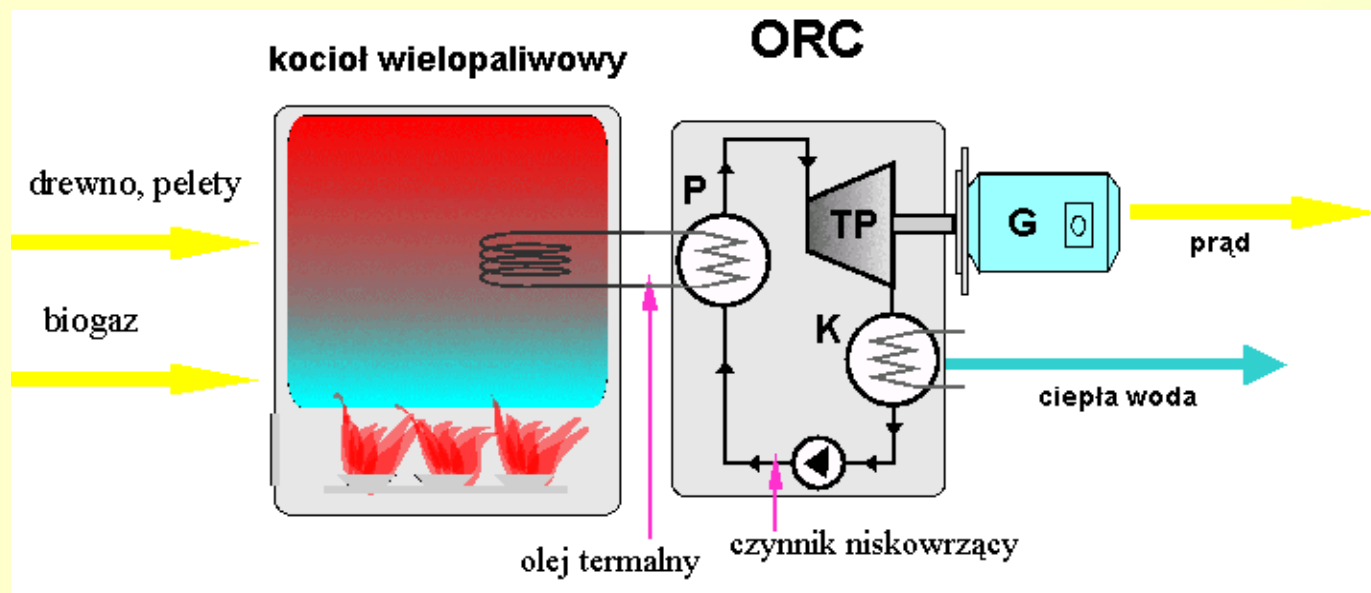 ORC
kocioł wielopaliwowy
drewno, pelety
P
TP
G
prąd
biogaz
K
ciepła woda
olej termalny
czynnik niskowrzący